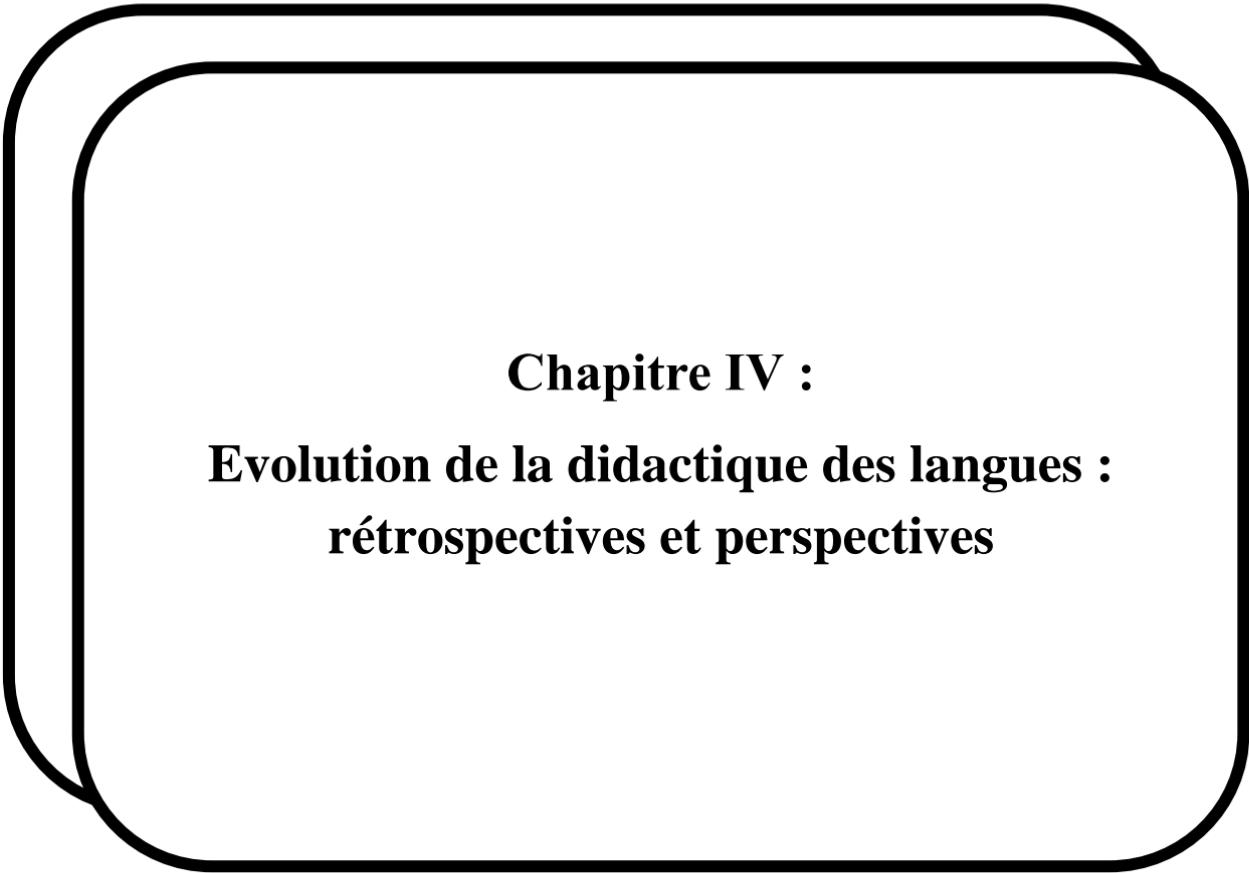 Chapitre IV :
Evolution de la didactique des langues :
rétrospectives et perspectives